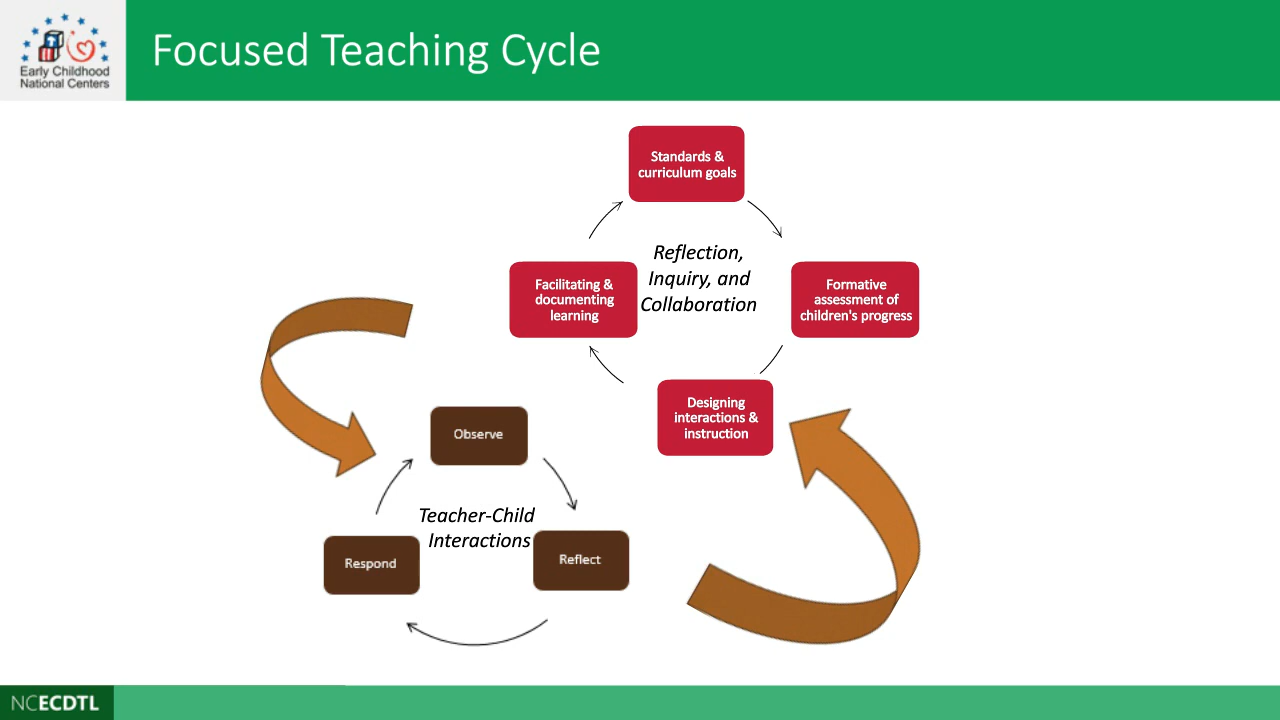 Early Childhood
National Centers
Focused Teaching Cycle
Standards &
curriculum goals
Reflection,
Inquiry, and
Collaboration
Facilitating &
documenting
learning
Formative
assessment of
children's progress
Designing
interactions &
instruction
Observe
Teacher-Child
Interactions
Respond
Reflect
NCECDTL